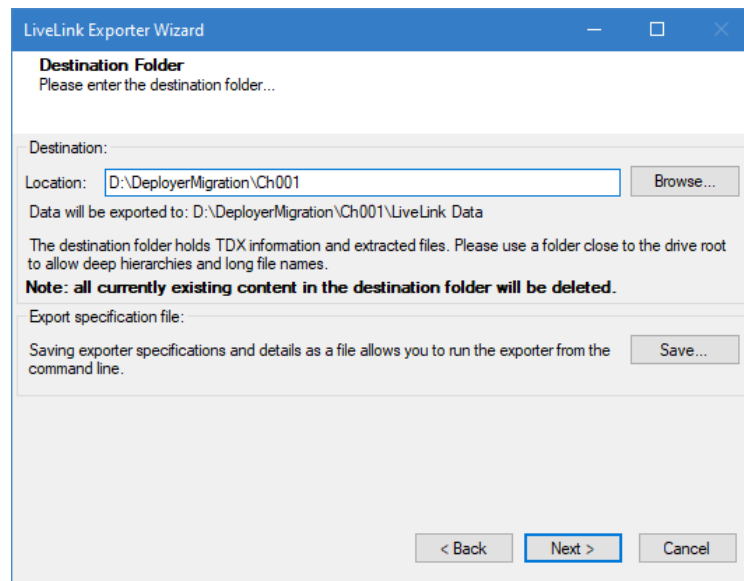 LiveLink Exporter Wizard
Destination Folder
Please enter the destination folder...
Destination:
Location: D:\DeployerMigration\Ch001 Browse...
Data will be exported to: D:\DeployerMigration\Ch001\LiveLink Data
The destination folder holds TDX information and extracted files. Please use a folder close to the drive root
to allow deep hierarchies and long file names.
Note: all currently existing content in the destination folder will be deleted.
Export specification file:
Saving exporter specifications and details as a file allows you to run the exporter from the Save...
command line.
< Back Next > Cancel